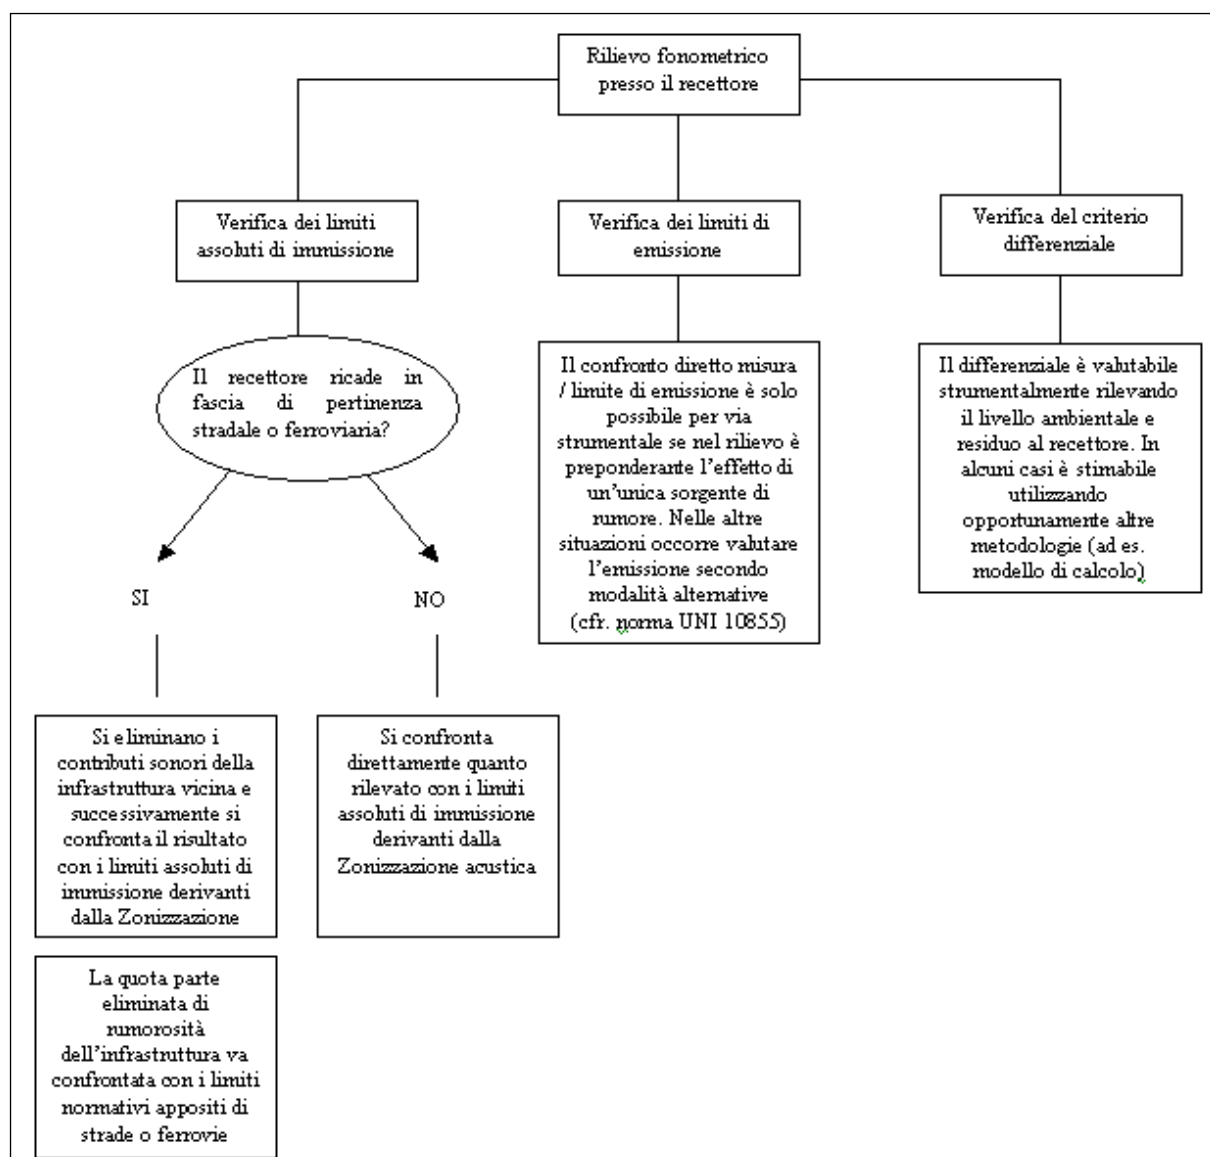 Rilievo fonometrico
presso il recettore
Verifica dei limiti
assoluti di immissione
Verifica dei limiti di
emissione
Verifica del criterio
differenziale
Il recettore ricade in
fascia di pertinenza
stradale o ferroviaria?
Il confronto diretto misura
/ limite di emissione è solo
possibile per via
strumentale se nel rilievo è
preponderante l'effetto di
un'unica sorgente di
rumore. Nelle altre
situazioni occorre valutare
l'emissione secondo
modalità alternative
(cfr. norma UNI 10855)
Il differenziale è valutabile
strumentalmente rilevando
il livello ambientale e
residuo al recettore. In
alcuni casi è stimabile
utilizzando
opportunamente altre
metodologie (ad es.
modello di calcolo)
SI
NO
Si eliminano i
contributi sonori della
infrastruttura vicina e
successivamente si
confronta il risultato
con i limiti assoluti di
immissione derivanti
dalla Zonizzazione
Si confronta
direttamente quanto
rilevato con i limiti
assoluti di immissione
derivanti dalla
Zonizzazione acustica
La quota parte
eliminata di
rumorosità
dell'infrastruttura va
confrontata con i limiti
normativi appositi di
strade o ferrovie